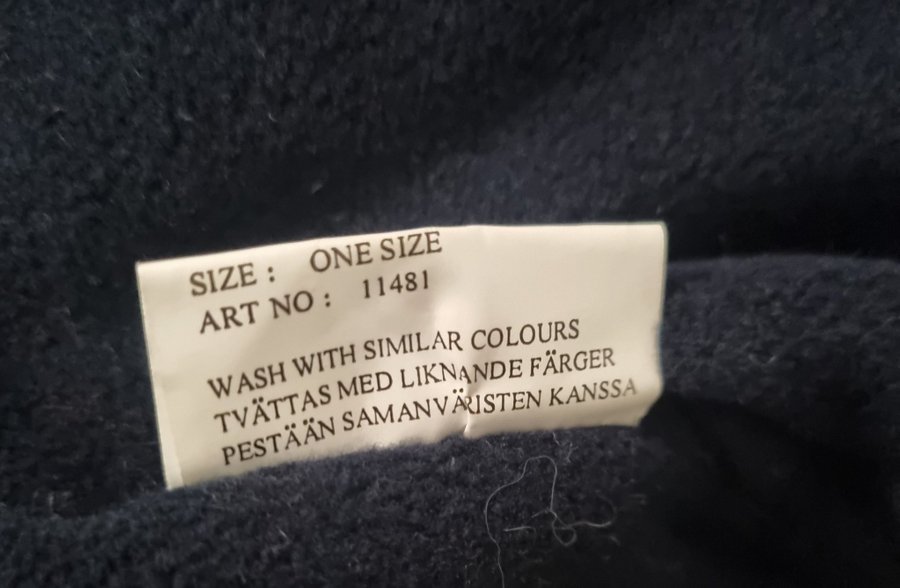 SIZE : ONE SIZE
ART NO : 11481
WASH WITH SIMILAR COLOURS
TVÄTTAS MED LIKNANDE FÄRGER
PESTÄÄN SAMANVÄRISTEN KANSSA